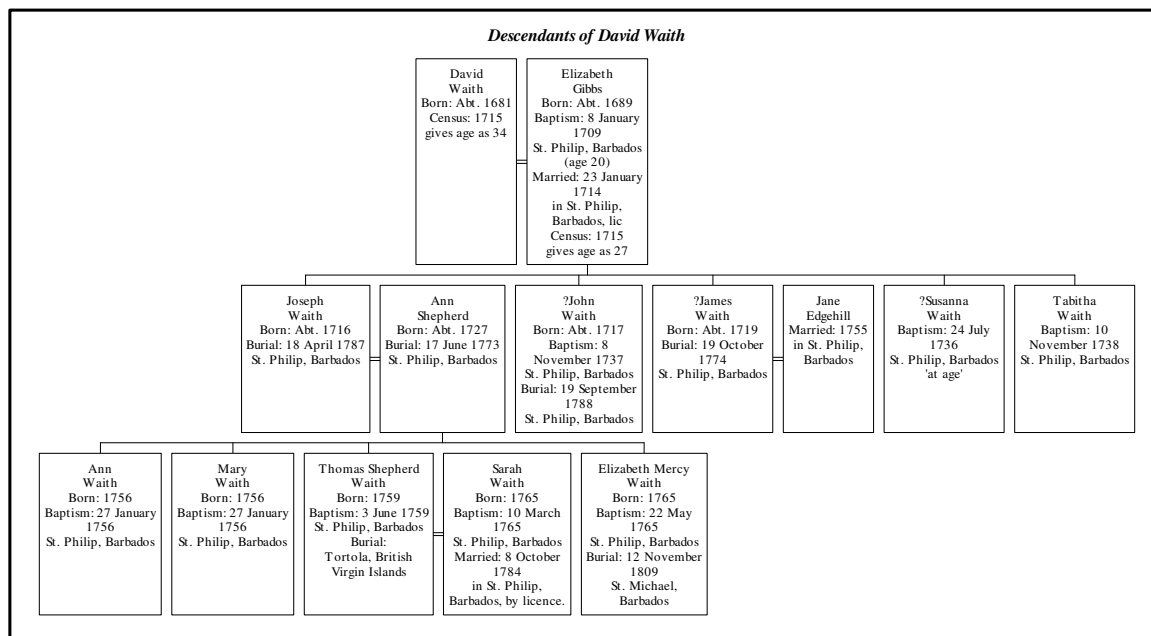 Descendants of David Waith
David
Waith
Born: Abt. 1681
Census: 1715
gives age as 34
Elizabeth
Gibbs
Born: Abt. 1689
Baptism: 8 January
1709
St. Philip, Barbados
(age 20)
Married: 23 January
1714
in St. Philip,
Barbados, lic
Census: 1715
gives age as 27
Joseph
Waith
Born: Abt. 1716
Burial: 18 April 1787
St. Philip, Barbados
Ann
Shepherd
Born: Abt. 1727
Burial: 17 June 1773
St. Philip, Barbados
?John
Waith
Born: Abt. 1717
Baptism: 8
November 1737
St. Philip, Barbados
Burial: 19 September
1788
St. Philip, Barbados
?James
Waith
Born: Abt. 1719
Burial: 19 October
1774
St. Philip, Barbados
Jane
Edgehill
Married: 1755
in St. Philip,
Barbados
?Susanna
Waith
Baptism: 24 July
1736
St. Philip, Barbados
'at age'
Tabitha
Waith
Baptism: 10
November 1738
St. Philip, Barbados
Ann
Waith
Born: 1756
Baptism: 27 January
1756
St. Philip, Barbados
Mary
Waith
Born: 1756
Baptism: 27 January
1756
St. Philip, Barbados
Thomas Shepherd
Waith
Born: 1759
Baptism: 3 June 1759
St. Philip, Barbados
Burial:
Tortola, British
Virgin Islands
Sarah
Waith
Born: 1765
Baptism: 10 March
1765
St. Philip, Barbados
Married: 8 October
1784
in St. Philip,
Barbados, by licence.
Elizabeth Mercy
Waith
Born: 1765
Baptism: 22 May
1765
St. Philip, Barbados
Burial: 12 November
1809
St. Michael,
Barbados